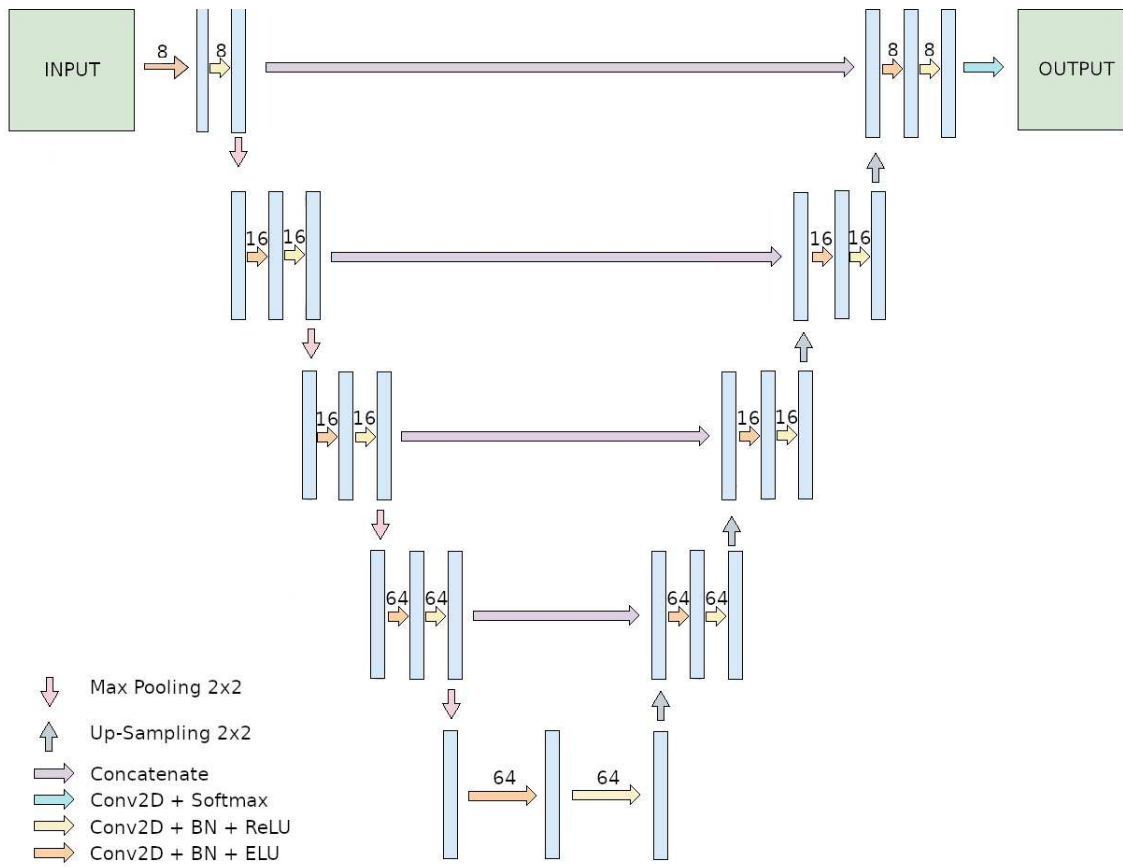 INPUT
8
8
8
8
OUTPUT
16
16
16
16
16
16
16
16
64
64
64
64
64
64
Max Pooling 2x2
Up-Sampling 2x2
Concatenate
Conv2D + Softmax
Conv2D + BN + ReLU
Conv2D + BN + ELU